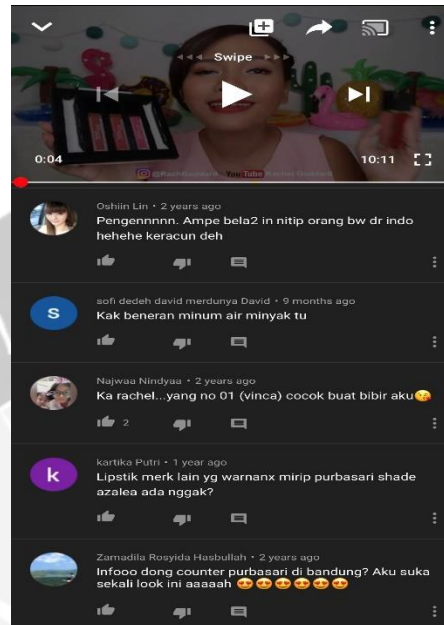 Swipe
0:04
10:11
YouTube
Oshiin Lin • 2 years ago
Pengennnnn. Ampe bela2 in nitip orang bw dr indo
hehehe keracun deh
S
sofi dedeh david merdunya David • 9 months ago
Kak beneran minum air minyak tu
Najwaa Nindyaa • 2 years ago
Ka rachel...yang no 01 (vinca) cocok buat bibir aku😘
2
k
kartika Putri • 1 year ago
Lipstik merk lain yg warnanx mirip purbasari shade
azalea ada nggak?
Zamadila Rosyida Hasbullah • 2 years ago
Infooo dong counter purbasari di bandung? Aku suka
sekali look ini aaaaah 😍😍😍😍😍😍